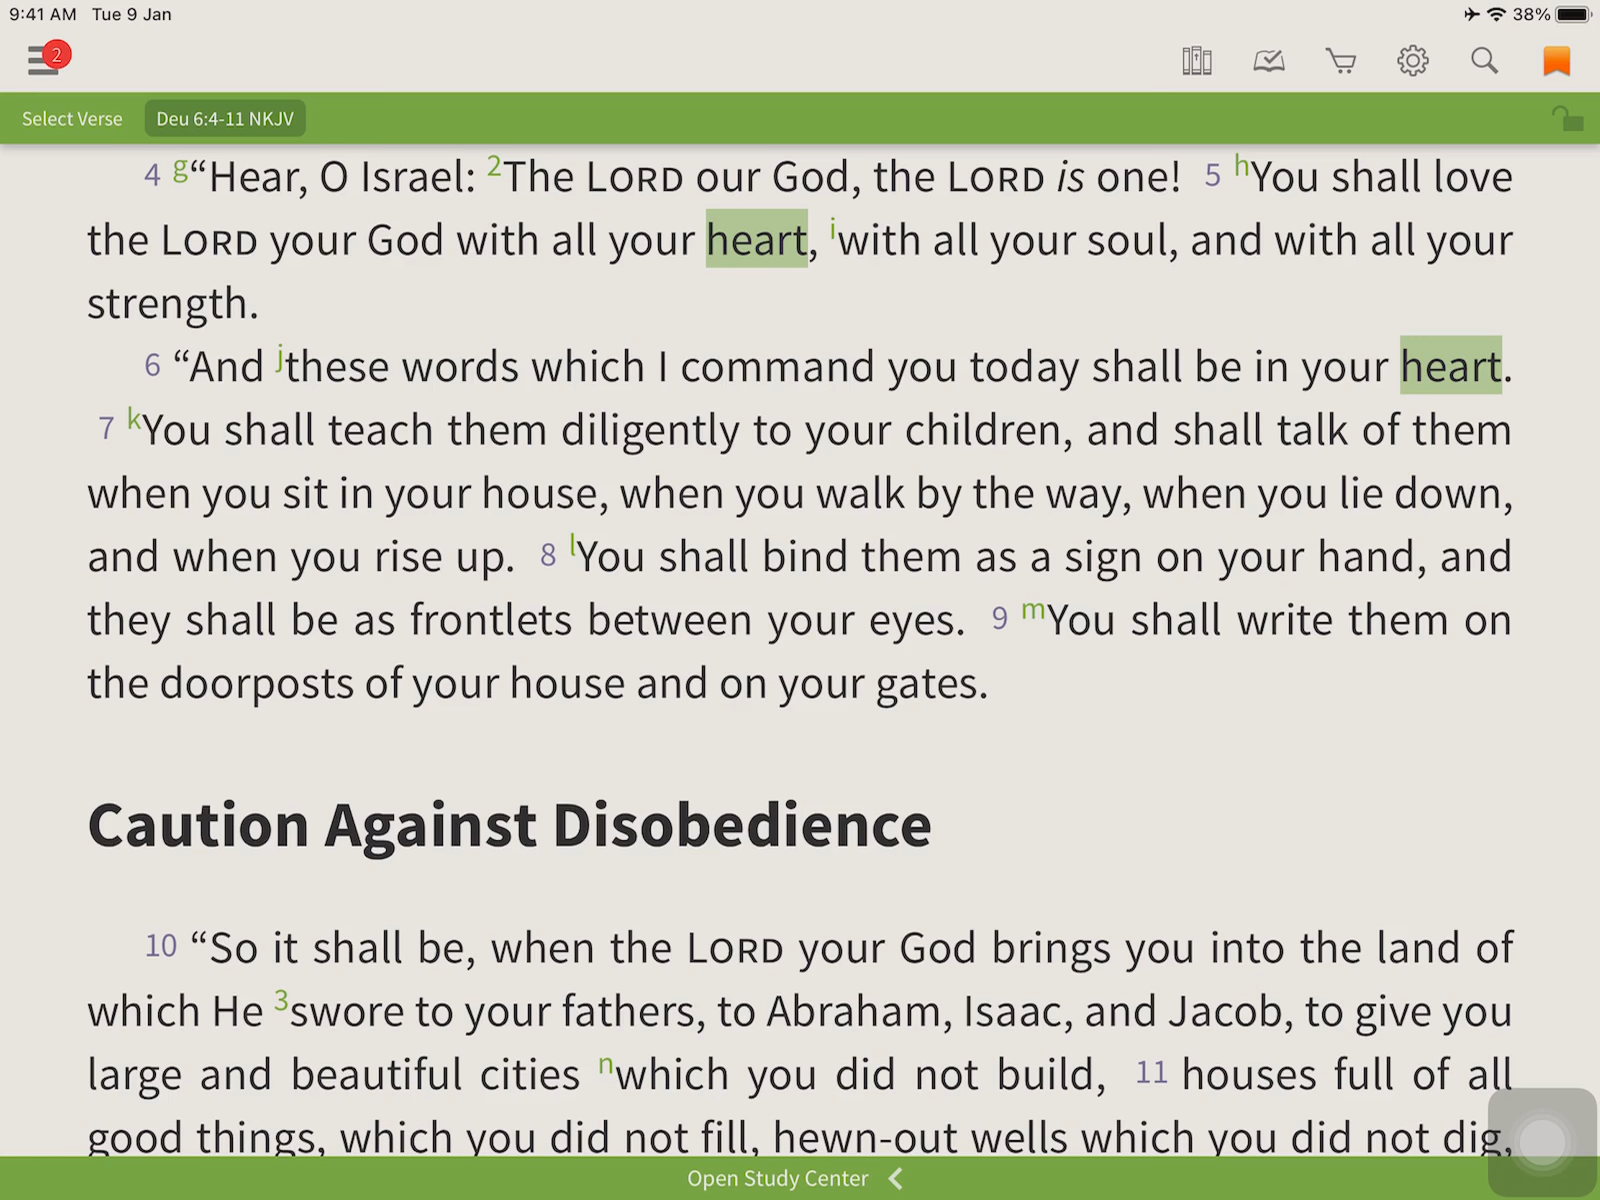 9:41 AM Tue 9 Jan 38%
2
Select Verse Deu 6:4-11 NKJV
4 g“Hear, O Israel: 2The LORD our God, the LORD is one! 5 hYou shall love
the LORD your God with all your heart, iwith all your soul, and with all your
strength.
6 “And jthese words which I command you today shall be in your heart.
7 kYou shall teach them diligently to your children, and shall talk of them
when you sit in your house, when you walk by the way, when you lie down,
and when you rise up. 8 lYou shall bind them as a sign on your hand, and
they shall be as frontlets between your eyes. 9 mYou shall write them on
the doorposts of your house and on your gates.
Caution Against Disobedience
10 “So it shall be, when the LORD your God brings you into the land of
which He 3swore to your fathers, to Abraham, Isaac, and Jacob, to give you
large and beautiful cities nwhich you did not build, 11 houses full of all
good things, which you did not fill, hewn-out wells which you did not dig,
Open Study Center